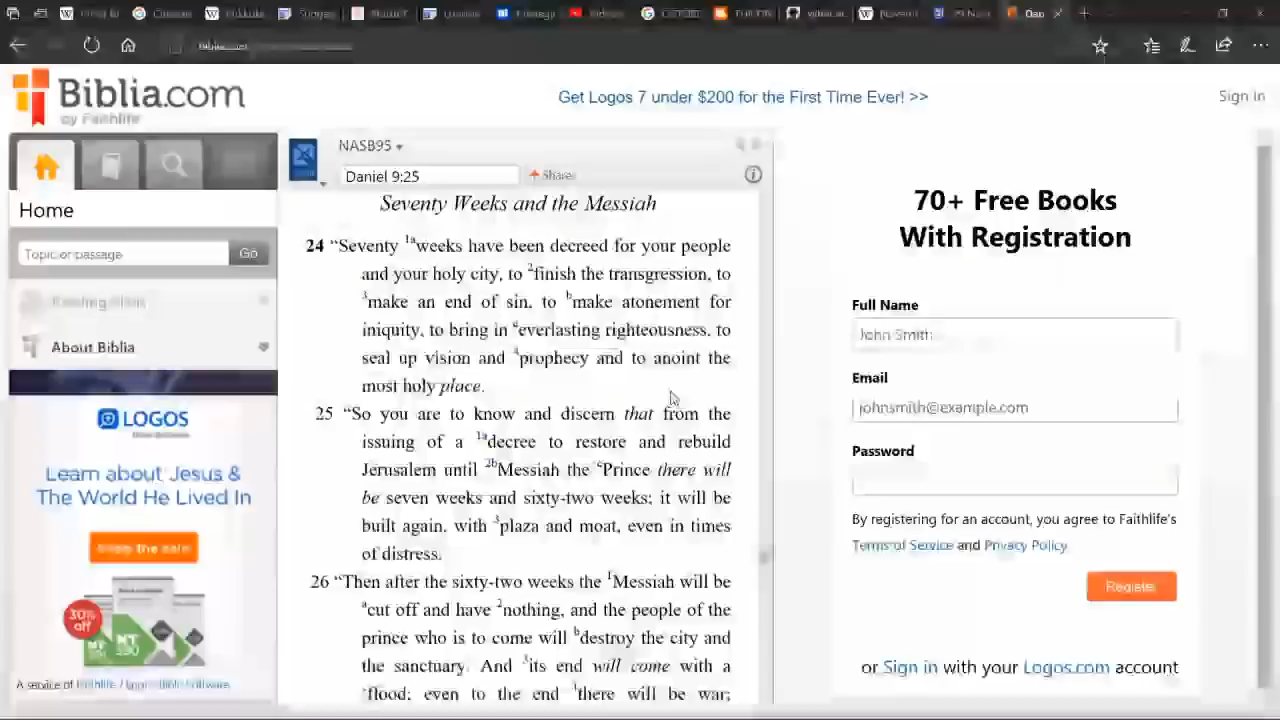 Biblia.com
by Faithlife
Get Logos 7 under $200 for the First Time Ever! >>
Sign in
Home
Topic or passage
Go
About Biblia
LOGOS
Learn about Jesus &
The World He Lived In
Shop the sale
30%
off
A service of Faithlife / Logos Bible Software
NASB95
Daniel 9:25
Share
Seventy Weeks and the Messiah
24 “Seventy 1aweeks have been decreed for your people
and your holy city, to 2finish the transgression, to
3make an end of sin, to bmake atonement for
iniquity, to bring in ceverlasting righteousness, to
seal up vision and 4prophecy and to anoint the
most holy place.
25 “So you are to know and discern that from the
issuing of a 1adecree to restore and rebuild
Jerusalem until 2bMessiah the cPrince there will
be seven weeks and sixty-two weeks; it will be
built again, with 3plaza and moat, even in times
of distress.
26 “Then after the sixty-two weeks the 1Messiah will be
acut off and have 2nothing, and the people of the
prince who is to come will bdestroy the city and
the sanctuary. And 3its end will come with a
flood; even to the end there will be war;
70+ Free Books
With Registration
Full Name
John Smith
Email
johnsmith@example.com
Password
By registering for an account, you agree to Faithlife's
Terms of Service and Privacy Policy
Register
or Sign in with your Logos.com account